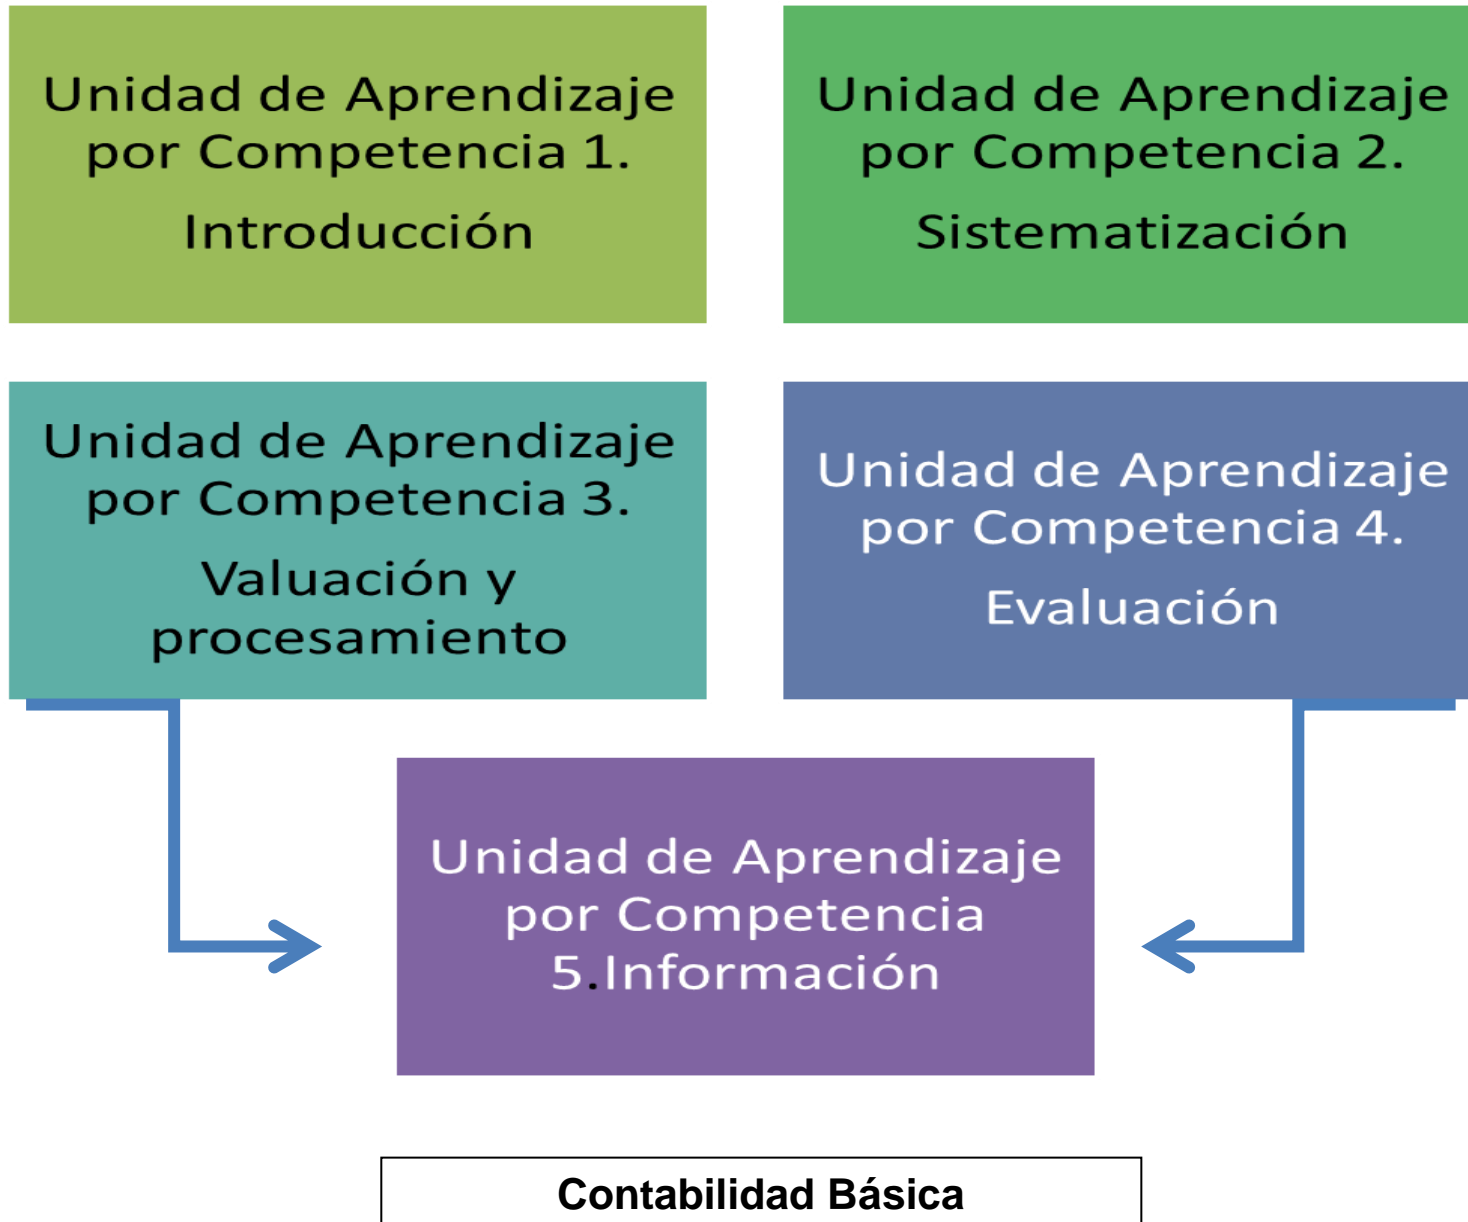 Unidad de Aprendizaje
por Competencia 1.
Introducción
Unidad de Aprendizaje
por Competencia 2.
Sistematización
Unidad de Aprendizaje
por Competencia 3.
Valuación y
procesamiento
Unidad de Aprendizaje
por Competencia 4.
Evaluación
Unidad de Aprendizaje
por Competencia
5.Información
Contabilidad Básica